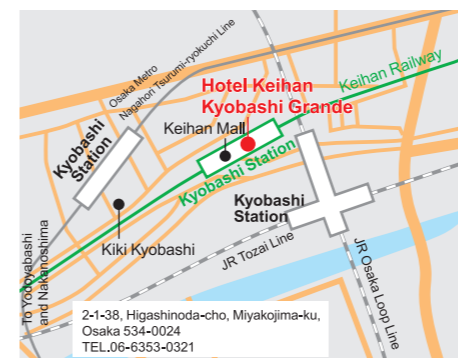 Osaka Metro
Nagahori Tsurumi-ryokuchi Line
Hotel Keihan
Kyobashi Grande
Keihan Railway
Keihan Mall
Kyobashi
Station
Kyobashi Station
Kyobashi
Station
Kiki Kyobashi
JR Tozai Line
JR Osaka Loop Line
To Yodoyabashi
and Nakanoshima
2-1-38, Higashinoda-cho, Miyakojima-ku,
Osaka 534-0024
TEL.06-6353-0321